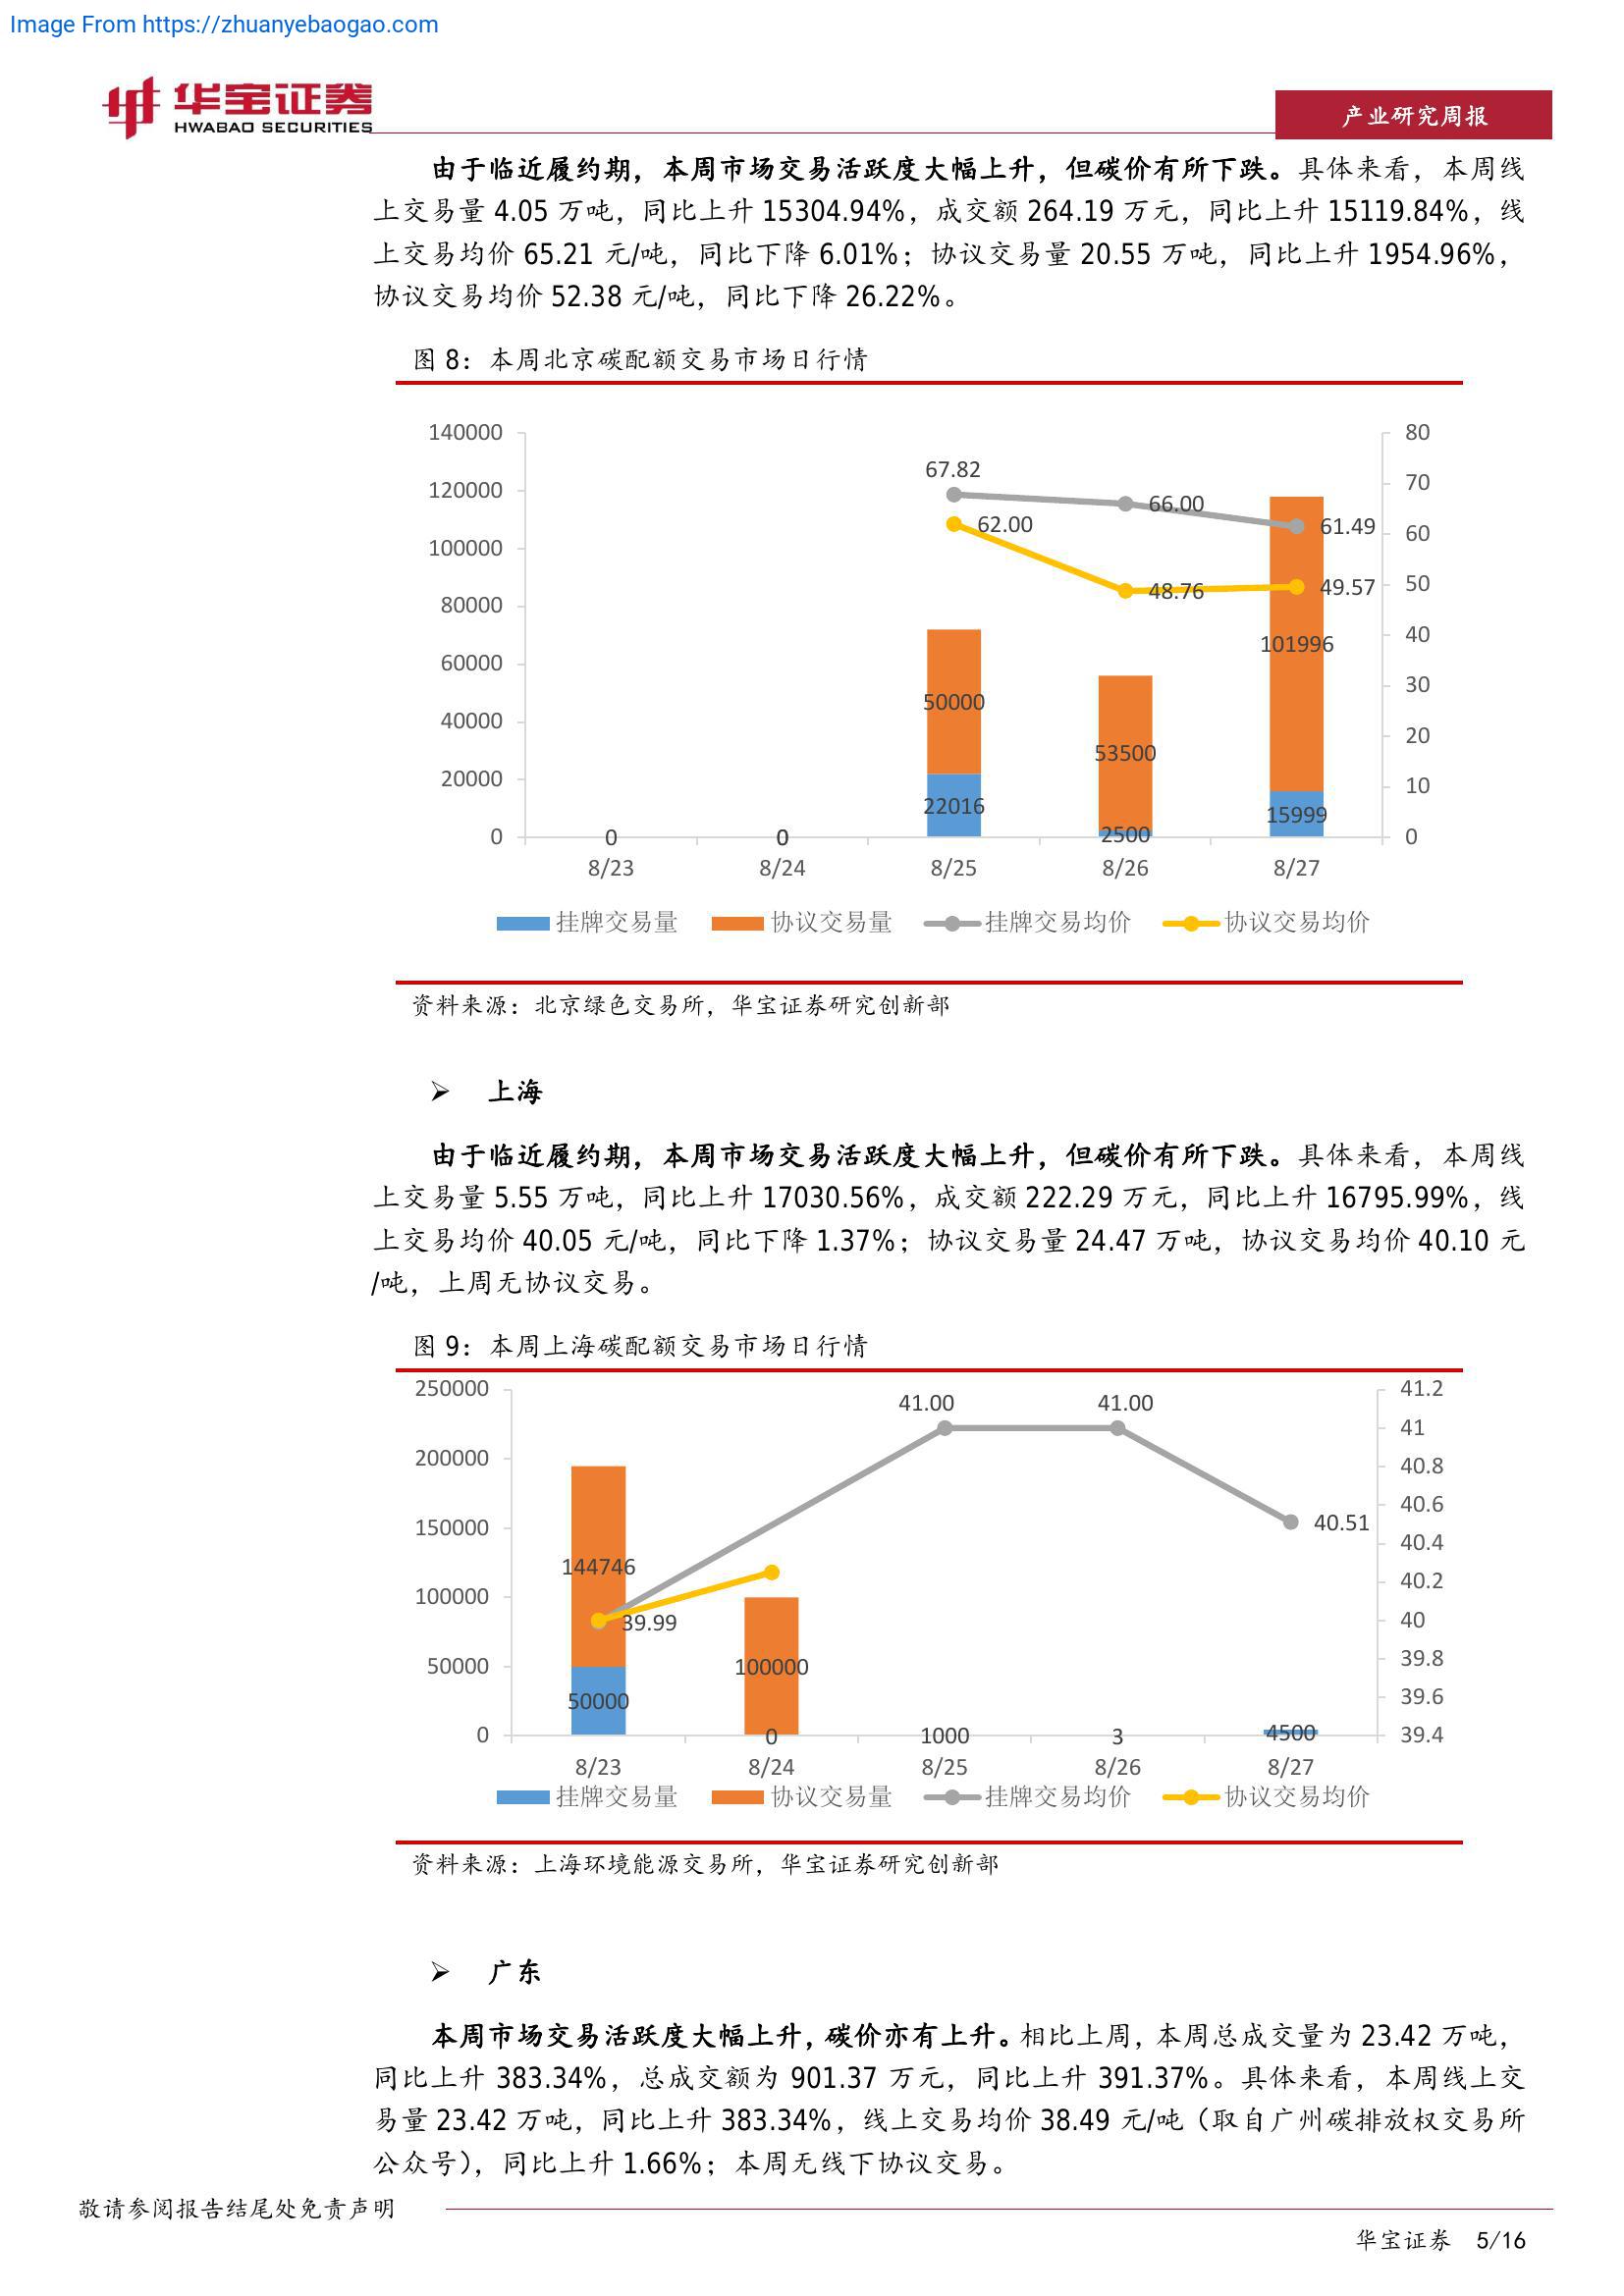 Image From https://zhuanyebaogao.com
华宝证券
HWABAO SECURITIES
产业研究周报
由于临近履约期，本周市场交易活跃度大幅上升，但碳价有所下跌。具体来看，本周线
上交易量 4.05 万吨，同比上升 15304.94%，成交额 264.19 万元，同比上升 15119.84%，线
上交易均价 65.21 元/吨，同比下降 6.01%；协议交易量 20.55 万吨，同比上升 1954.96%，
协议交易均价 52.38 元/吨，同比下降 26.22%。
图 8：本周北京碳配额交易市场日行情
140000 80
67.82
120000 70
66.00
62.00 61.49
100000 60
48.76 49.57
80000 50
101996 40
60000 30
50000
40000 20
53500
20000 10
22016 15999
2500
0 0 0 0
8/23 8/24 8/25 8/26 8/27
挂牌交易量 协议交易量 挂牌交易均价 协议交易均价
资料来源：北京绿色交易所，华宝证券研究创新部
➢ 上海
由于临近履约期，本周市场交易活跃度大幅上升，但碳价有所下跌。具体来看，本周线
上交易量 5.55 万吨，同比上升 17030.56%，成交额 222.29 万元，同比上升 16795.99%，线
上交易均价 40.05 元/吨，同比下降 1.37%；协议交易量 24.47 万吨，协议交易均价 40.10 元
/吨，上周无协议交易。
图 9：本周上海碳配额交易市场日行情
250000 41.2
41.00 41.00
41
200000 40.8
40.6
150000 40.51
40.4
144746
40.2
100000 40
39.99
39.8
50000 100000
39.6
50000
0 0 1000 3 4500 39.4
8/23 8/24 8/25 8/26 8/27
挂牌交易量 协议交易量 挂牌交易均价 协议交易均价
资料来源：上海环境能源交易所，华宝证券研究创新部
➢ 广东
本周市场交易活跃度大幅上升，碳价亦有上升。相比上周，本周总成交量为 23.42 万吨，
同比上升 383.34%，总成交额为 901.37 万元，同比上升 391.37%。具体来看，本周线上交
易量 23.42 万吨，同比上升 383.34%，线上交易均价 38.49 元/吨（取自广州碳排放权交易所
公众号），同比上升 1.66%；本周无线下协议交易。
敬请参阅报告结尾处免责声明
华宝证券 5/16